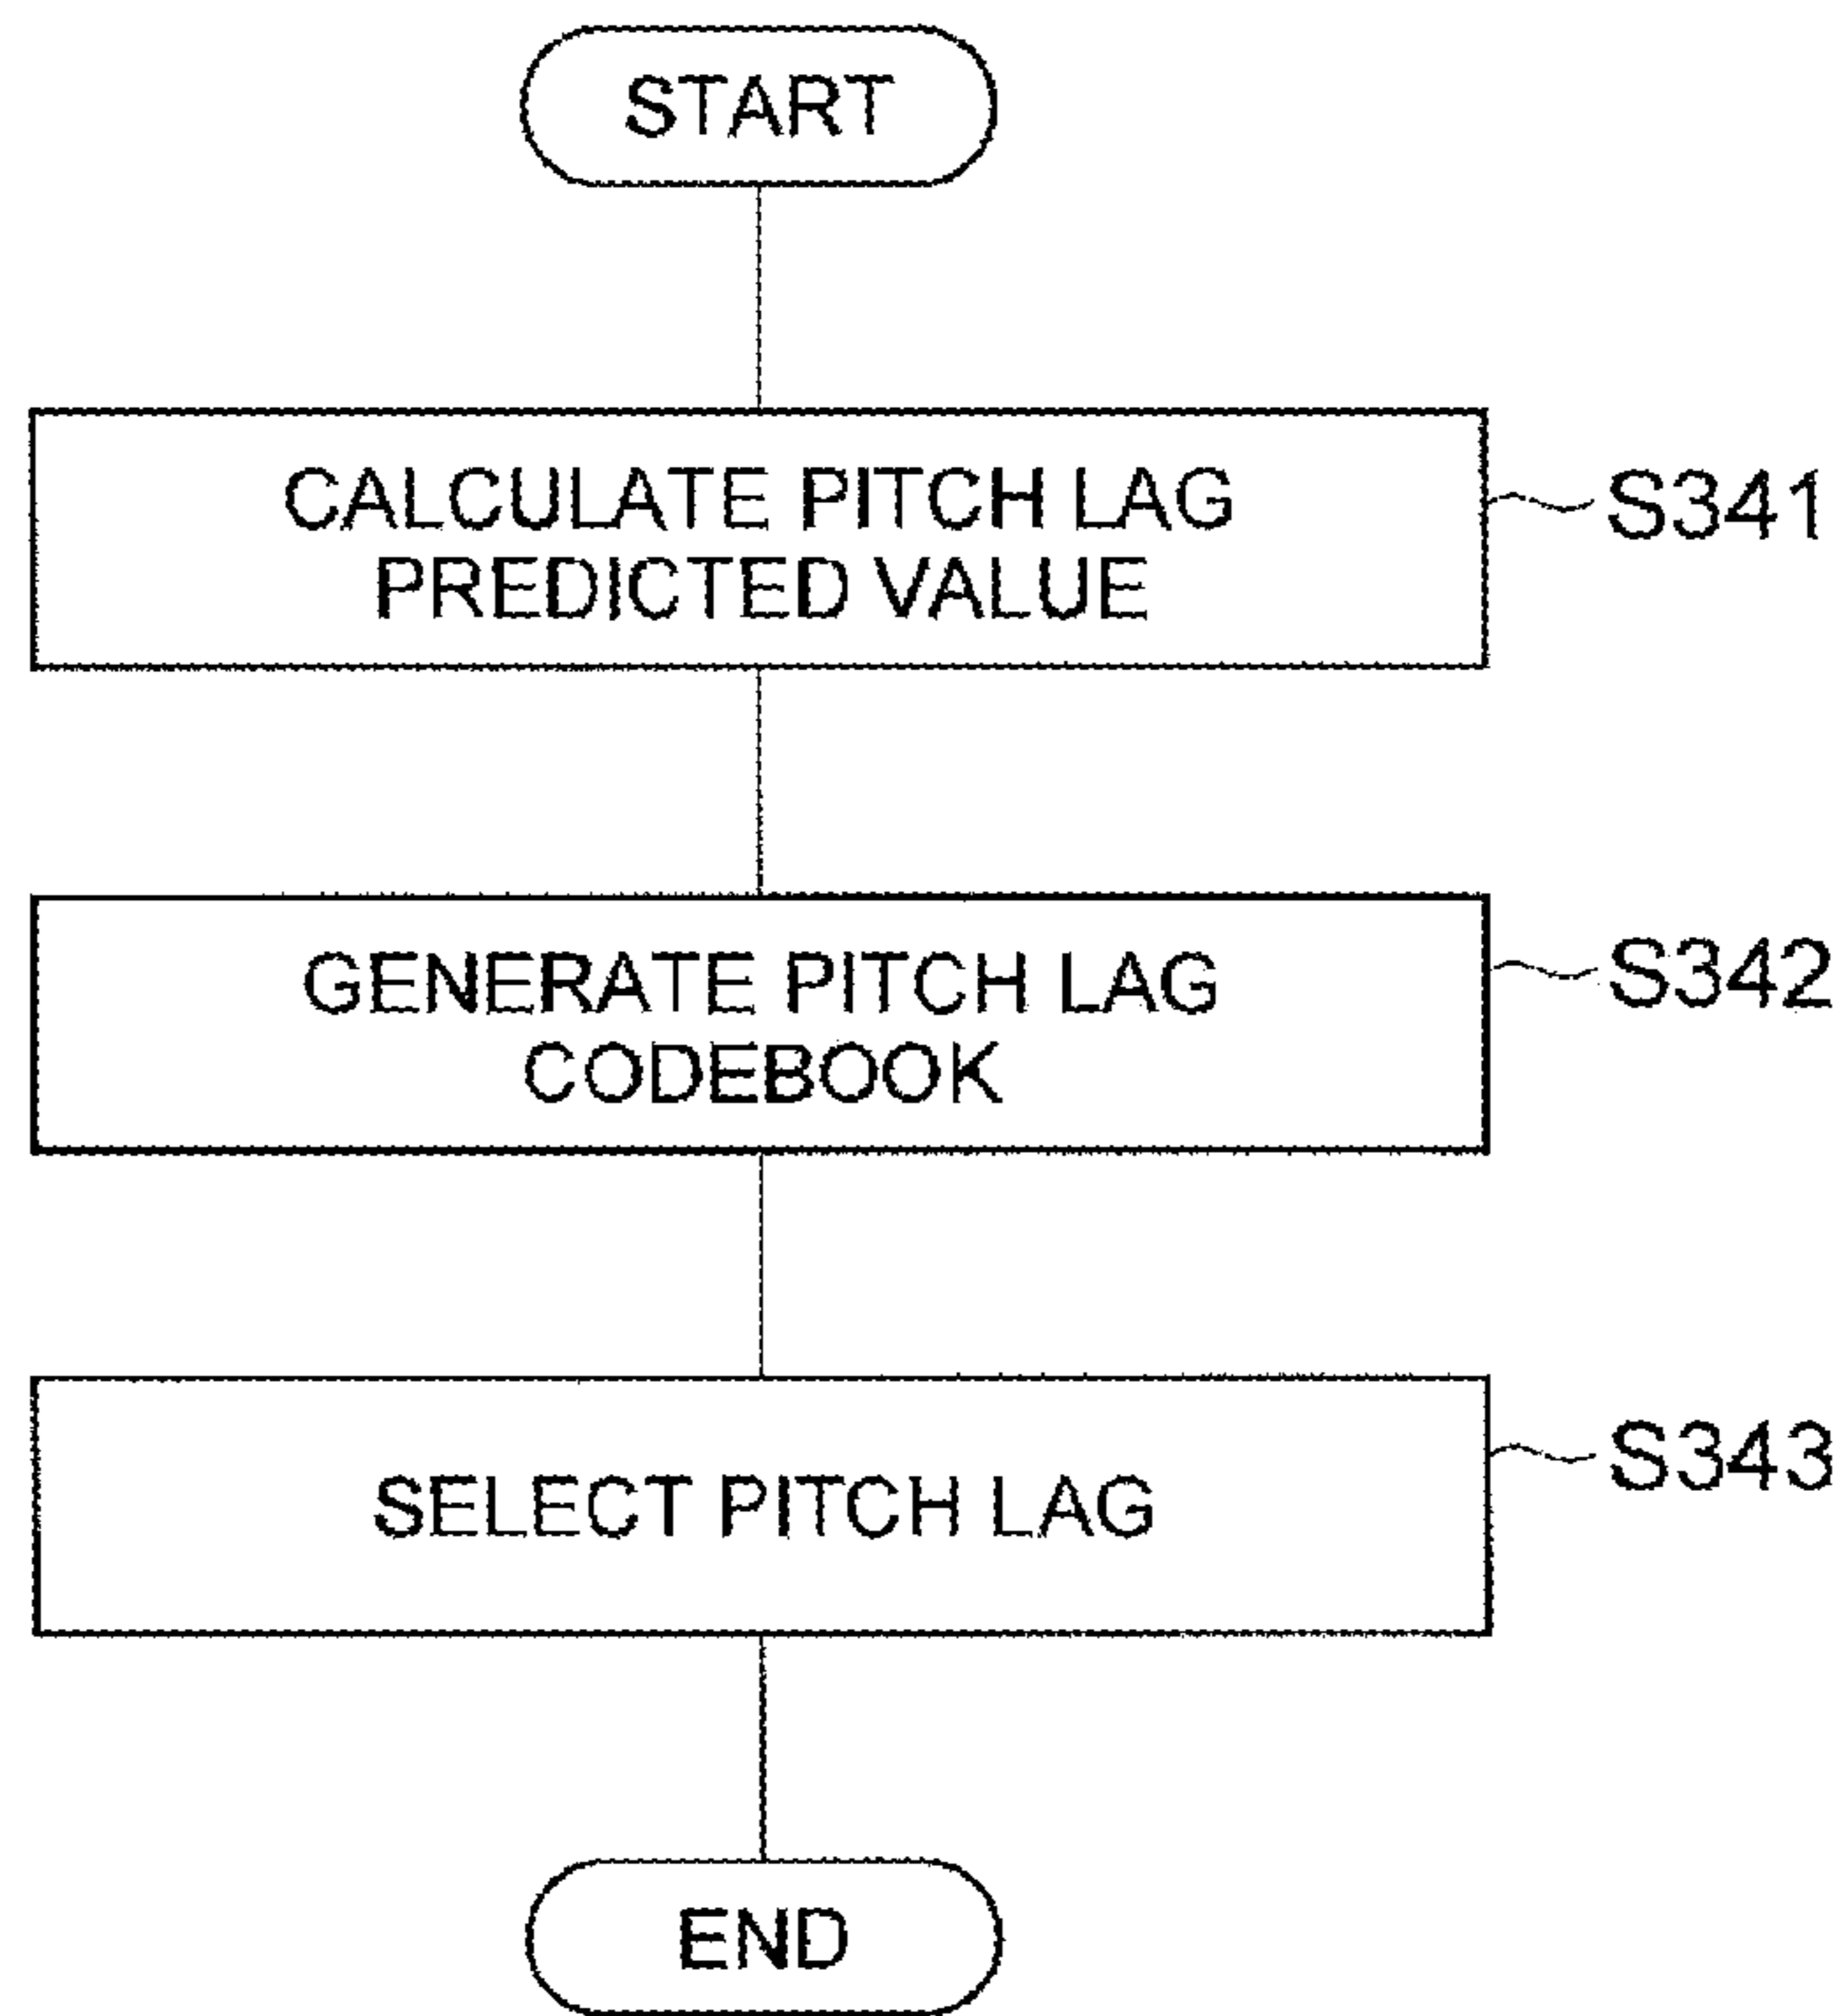 START
CALCULATE PITCH LAG
PREDICTED VALUE
S341
GENERATE PITCH LAG
CODEBOOK
S342
SELECT PITCH LAG
S343
END